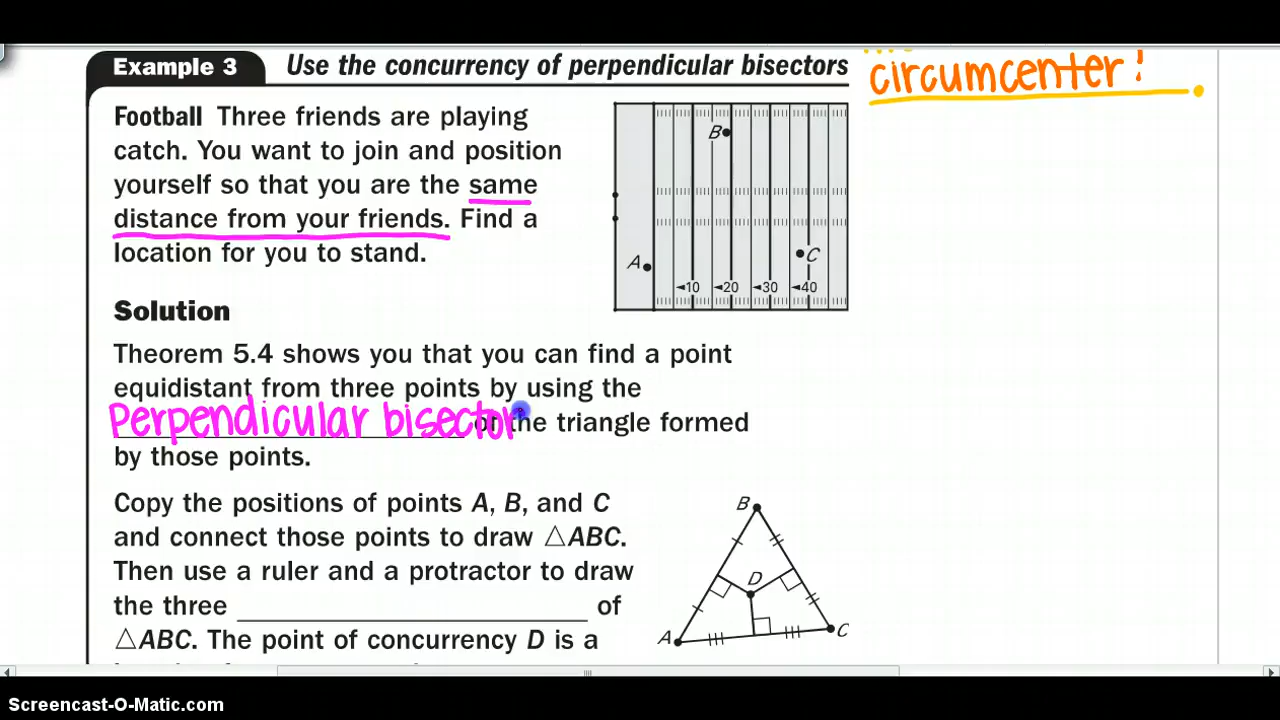 Example 3 Use the concurrency of perpendicular bisectors
circumcenter!
Football Three friends are playing
catch. You want to join and position
yourself so that you are the same
distance from your friends. Find a
location for you to stand.
B
A
C
◄10 ◄20 ◄30 ◄40
Solution
Theorem 5.4 shows you that you can find a point
equidistant from three points by using the
Perpendicular bisector of the triangle formed
by those points.
Copy the positions of points A, B, and C
and connect those points to draw △ABC.
Then use a ruler and a protractor to draw
the three ____ of
△ABC. The point of concurrency D is a
B
D
A
C
Screencast-O-Matic.com